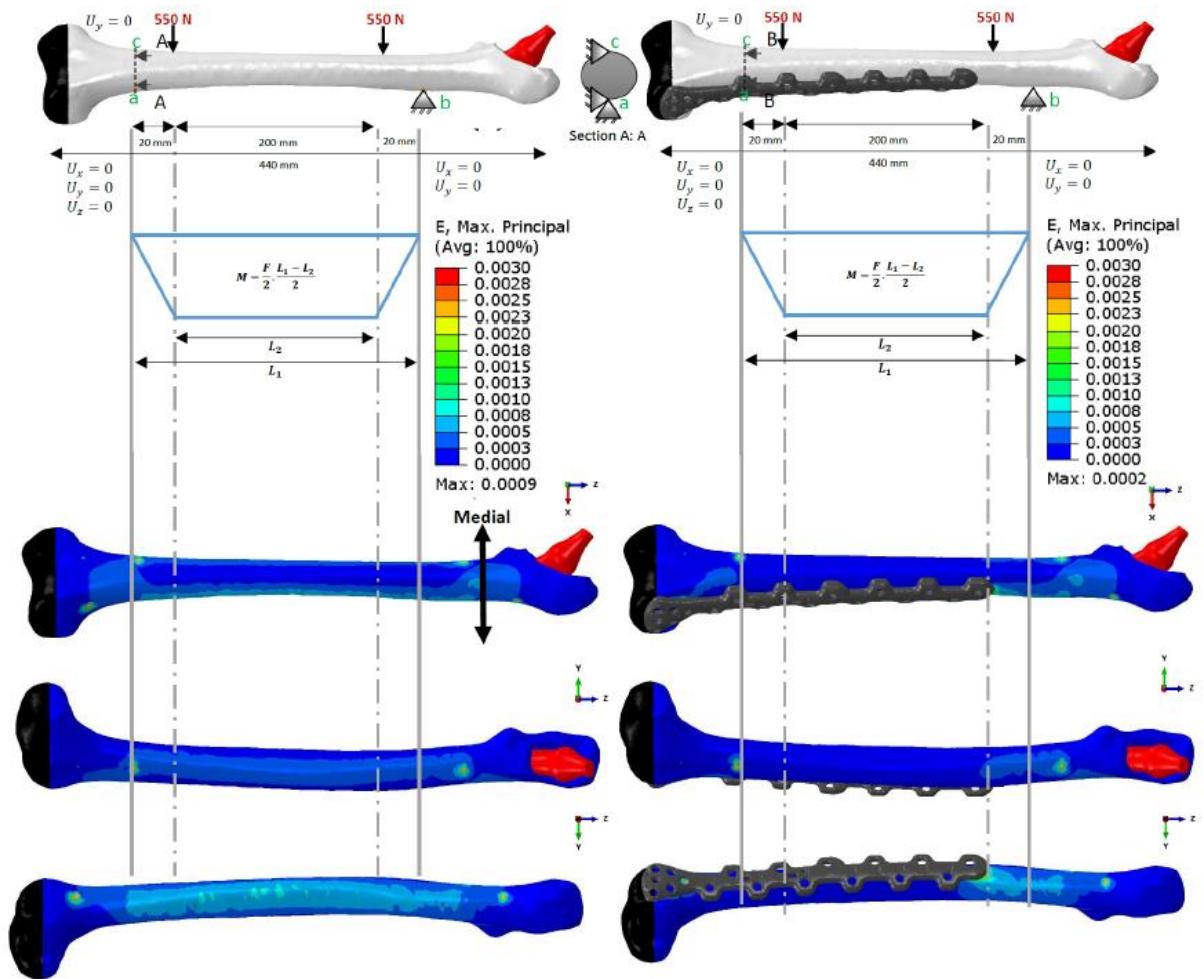 U_y = 0
550 N
550 N
c
A
a
A
b
20 mm
200 mm
20 mm
440 mm
U_x = 0
U_y = 0
U_z = 0
U_x = 0
U_y = 0
M = F/2 . (L_1 − L_2)/2
L_2
L_1
E, Max. Principal
(Avg: 100%)
0.0030
0.0028
0.0025
0.0023
0.0020
0.0018
0.0015
0.0013
0.0010
0.0008
0.0005
0.0003
0.0000
Max: 0.0009
z
x
Medial
Y
z
z
Y
c
a
Section A: A
U_y = 0
550 N
550 N
c
B
a
B
b
20 mm
200 mm
20 mm
440 mm
U_x = 0
U_y = 0
U_z = 0
U_x = 0
U_y = 0
M = F/2 . (L_1 − L_2)/2
L_2
L_1
E, Max. Principal
(Avg: 100%)
0.0030
0.0028
0.0025
0.0023
0.0020
0.0018
0.0015
0.0013
0.0010
0.0008
0.0005
0.0003
0.0000
Max: 0.0002
z
x
Y
z
z
Y